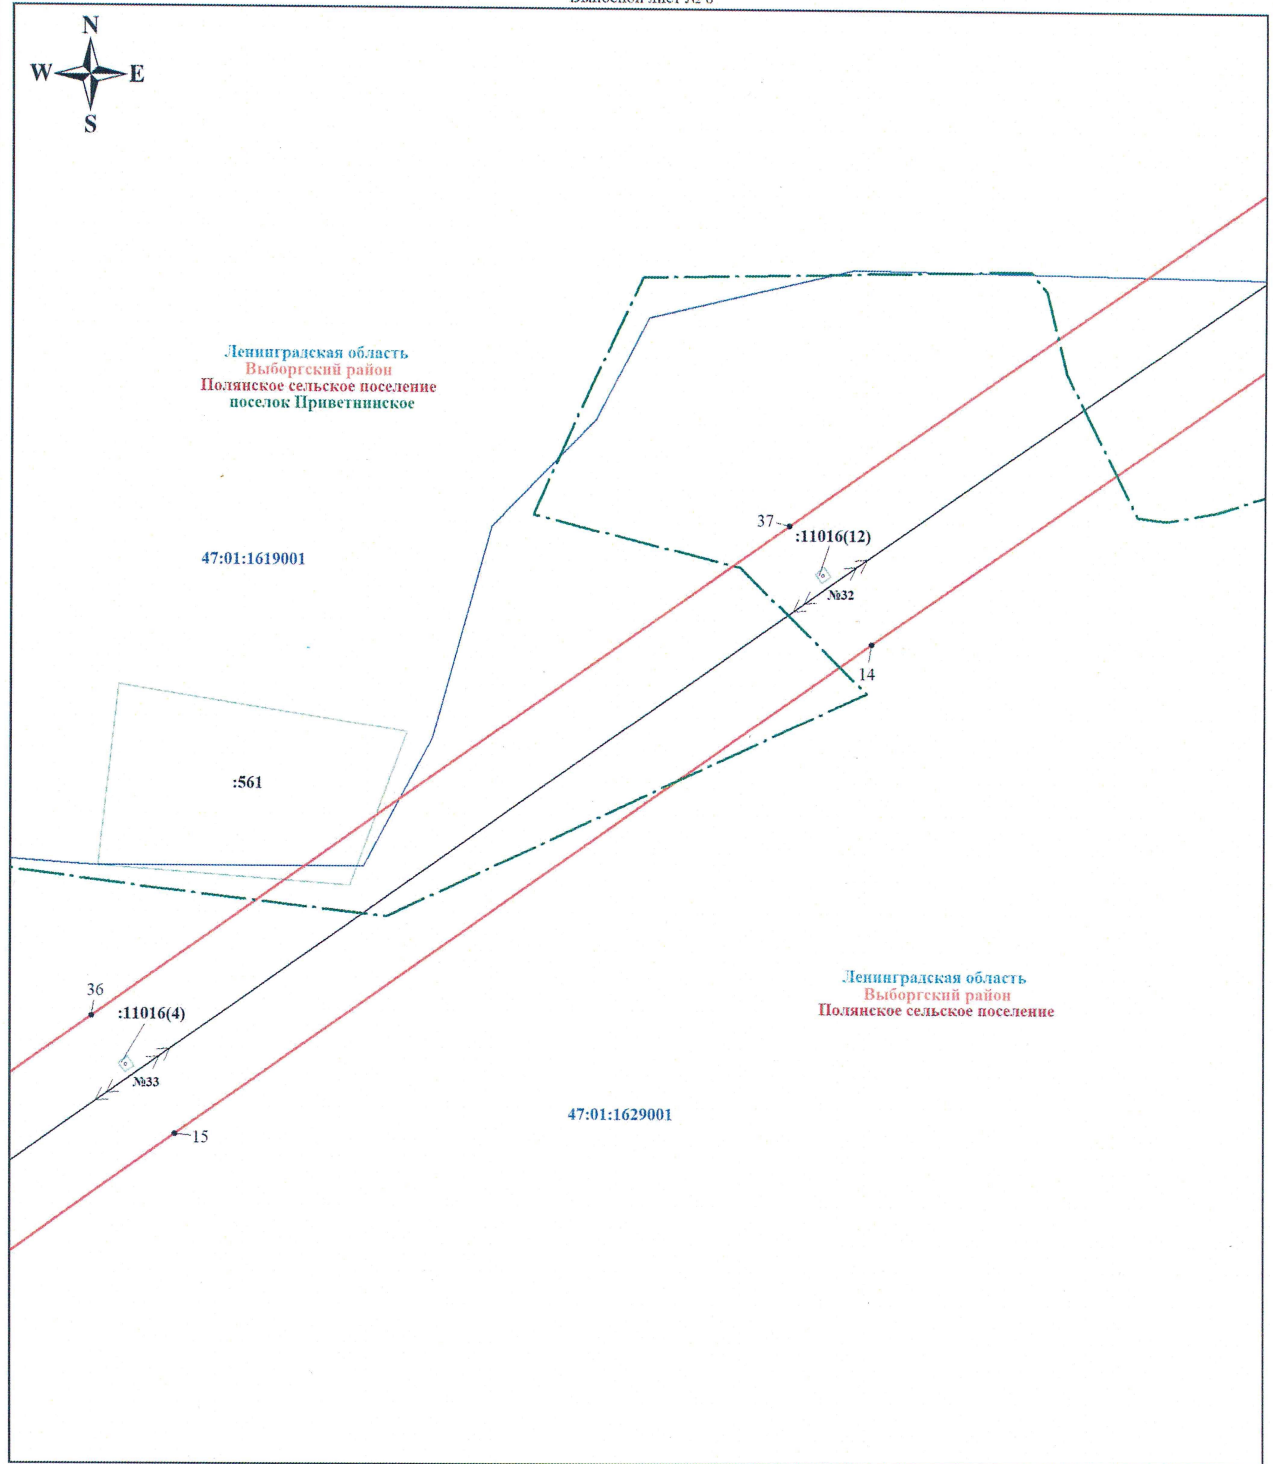 N
W E
S
Ленинградская область
Выборгский район
Полянское сельское поселение
поселок Приветнинское
37
:11016(12)
47:01:1619001
№32
14
:561
36
:11016(4)
№33
15
Ленинградская область
Выборгский район
Полянское сельское поселение
47:01:1629001